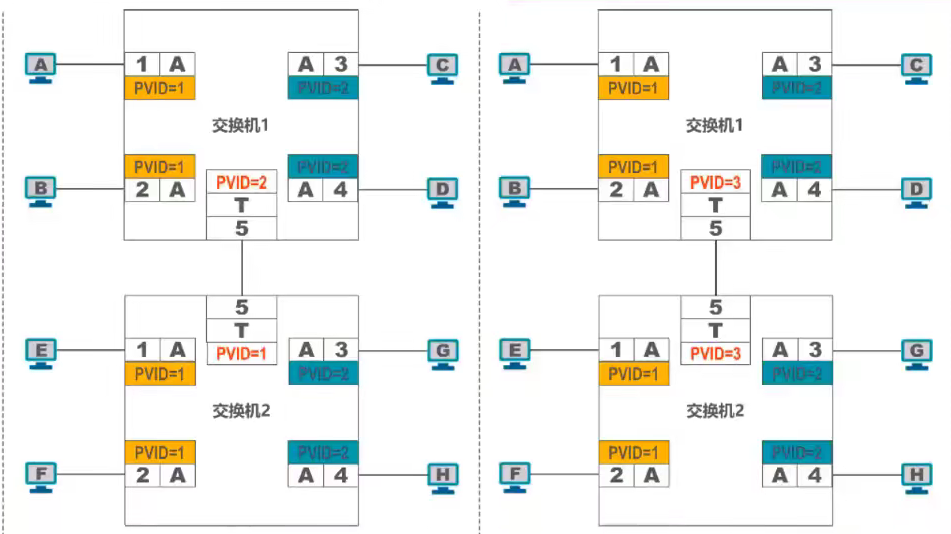 A 1 A A 3 C
PVID=1 PVID=2
交换机1
PVID=1 PVID=2
B 2 A PVID=2 A 4 D
T
5
5
T
E 1 A PVID=1 A 3 G
PVID=1 PVID=2
交换机2
PVID=1 PVID=2
F 2 A A 4 H
A 1 A A 3 C
PVID=1 PVID=2
交换机1
PVID=1 PVID=2
B 2 A PVID=3 A 4 D
T
5
5
T
E 1 A PVID=3 A 3 G
PVID=1 PVID=2
交换机2
PVID=1 PVID=2
F 2 A A 4 H